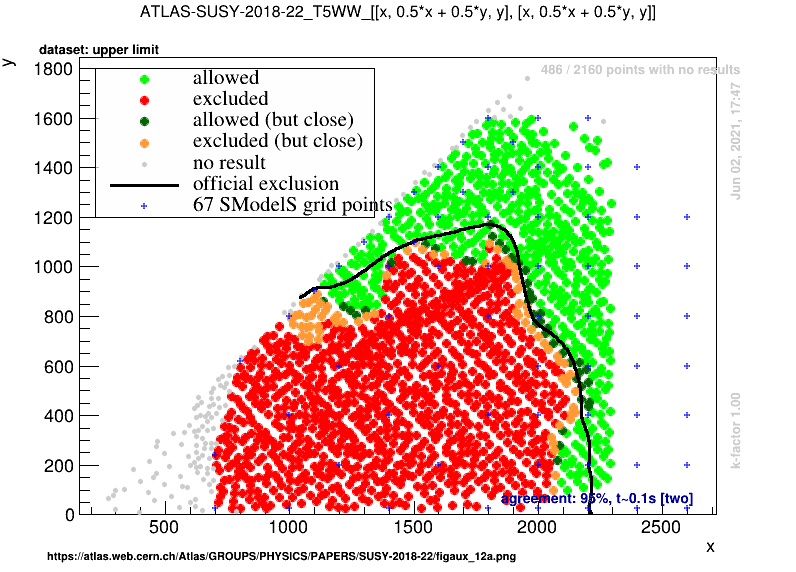 ATLAS-SUSY-2018-22_T5WW_[[x, 0.5*x + 0.5*y, y], [x, 0.5*x + 0.5*y, y]]
y
dataset: upper limit
486 / 2160 points with no results
allowed
excluded
allowed (but close)
excluded (but close)
no result
official exclusion
67 SModelS grid points
Jun 02, 2021, 17:47
k-factor 1.00
1800
1600
1400
1200
1000
800
600
400
200
0
agreement: 95%, t~0.1s [two]
500 1000 1500 2000 2500
x
https://atlas.web.cern.ch/Atlas/GROUPS/PHYSICS/PAPERS/SUSY-2018-22/figaux_12a.png